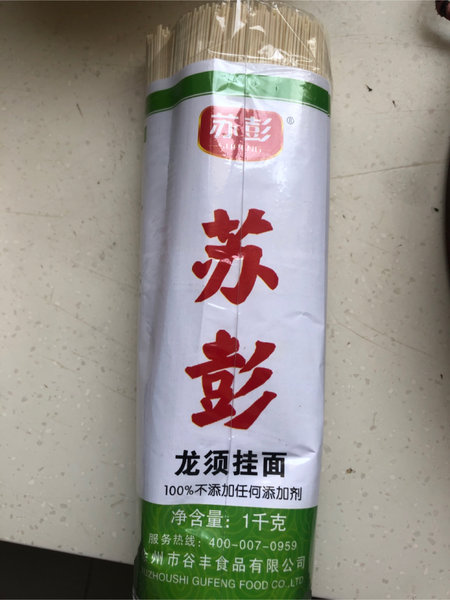 苏彭®
SUPENG
苏
彭
龙须挂面
100%不添加任何添加剂
净含量：1千克
服务热线：400-007-0959
州市谷丰食品有限公司
UZHOUSHI GUFENG FOOD CO.,LTD